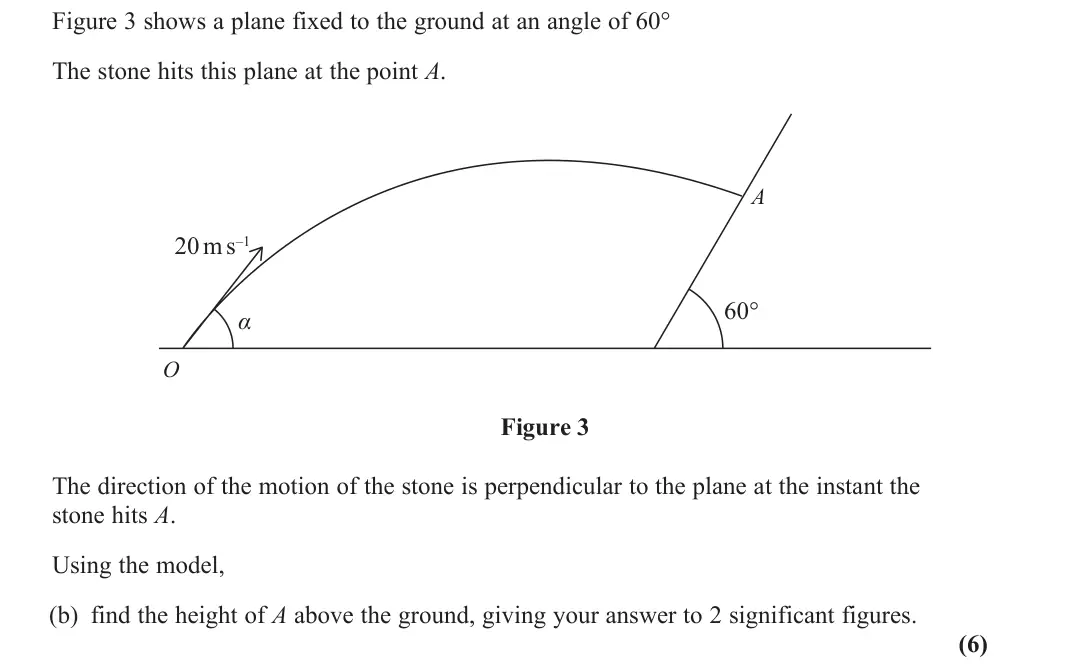 Figure 3 shows a plane fixed to the ground at an angle of 60°
The stone hits this plane at the point A.
A
20 m s⁻¹
60°
α
O
Figure 3
The direction of the motion of the stone is perpendicular to the plane at the instant the
stone hits A.
Using the model,
(b) find the height of A above the ground, giving your answer to 2 significant figures.
(6)